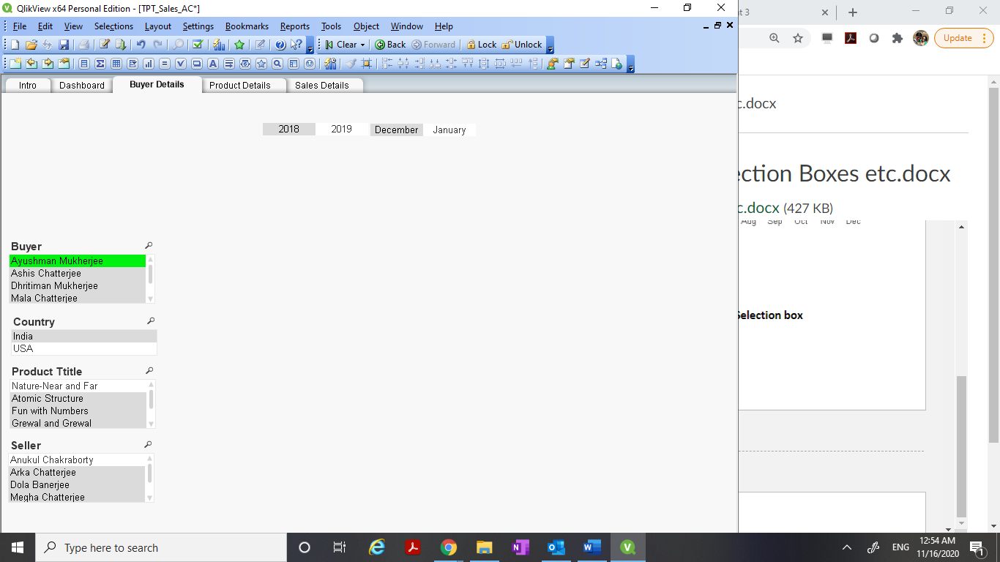 QlikView x64 Personal Edition - [TPT_Sales_AC*]
File Edit View Selections Layout Settings Bookmarks Reports Tools Object Window Help
Clear Back Forward Lock Unlock
Intro Dashboard Buyer Details Product Details Sales Details
2018 2019 December January
Buyer
Ayushman Mukherjee
Ashis Chatterjee
Dhritiman Mukherjee
Mala Chatterjee
Country
India
USA
Product Ttitle
Nature-Near and Far
Atomic Structure
Fun with Numbers
Grewal and Grewal
Seller
Anukul Chakraborty
Arka Chatterjee
Dola Banerjee
Megha Chatterjee
t 3
Update
c.docx
ection Boxes etc.docx
c.docx (427 KB)
Aug Sep Oct Nov Dec
Selection box
Type here to search
ENG
12:54 AM
11/16/2020
1